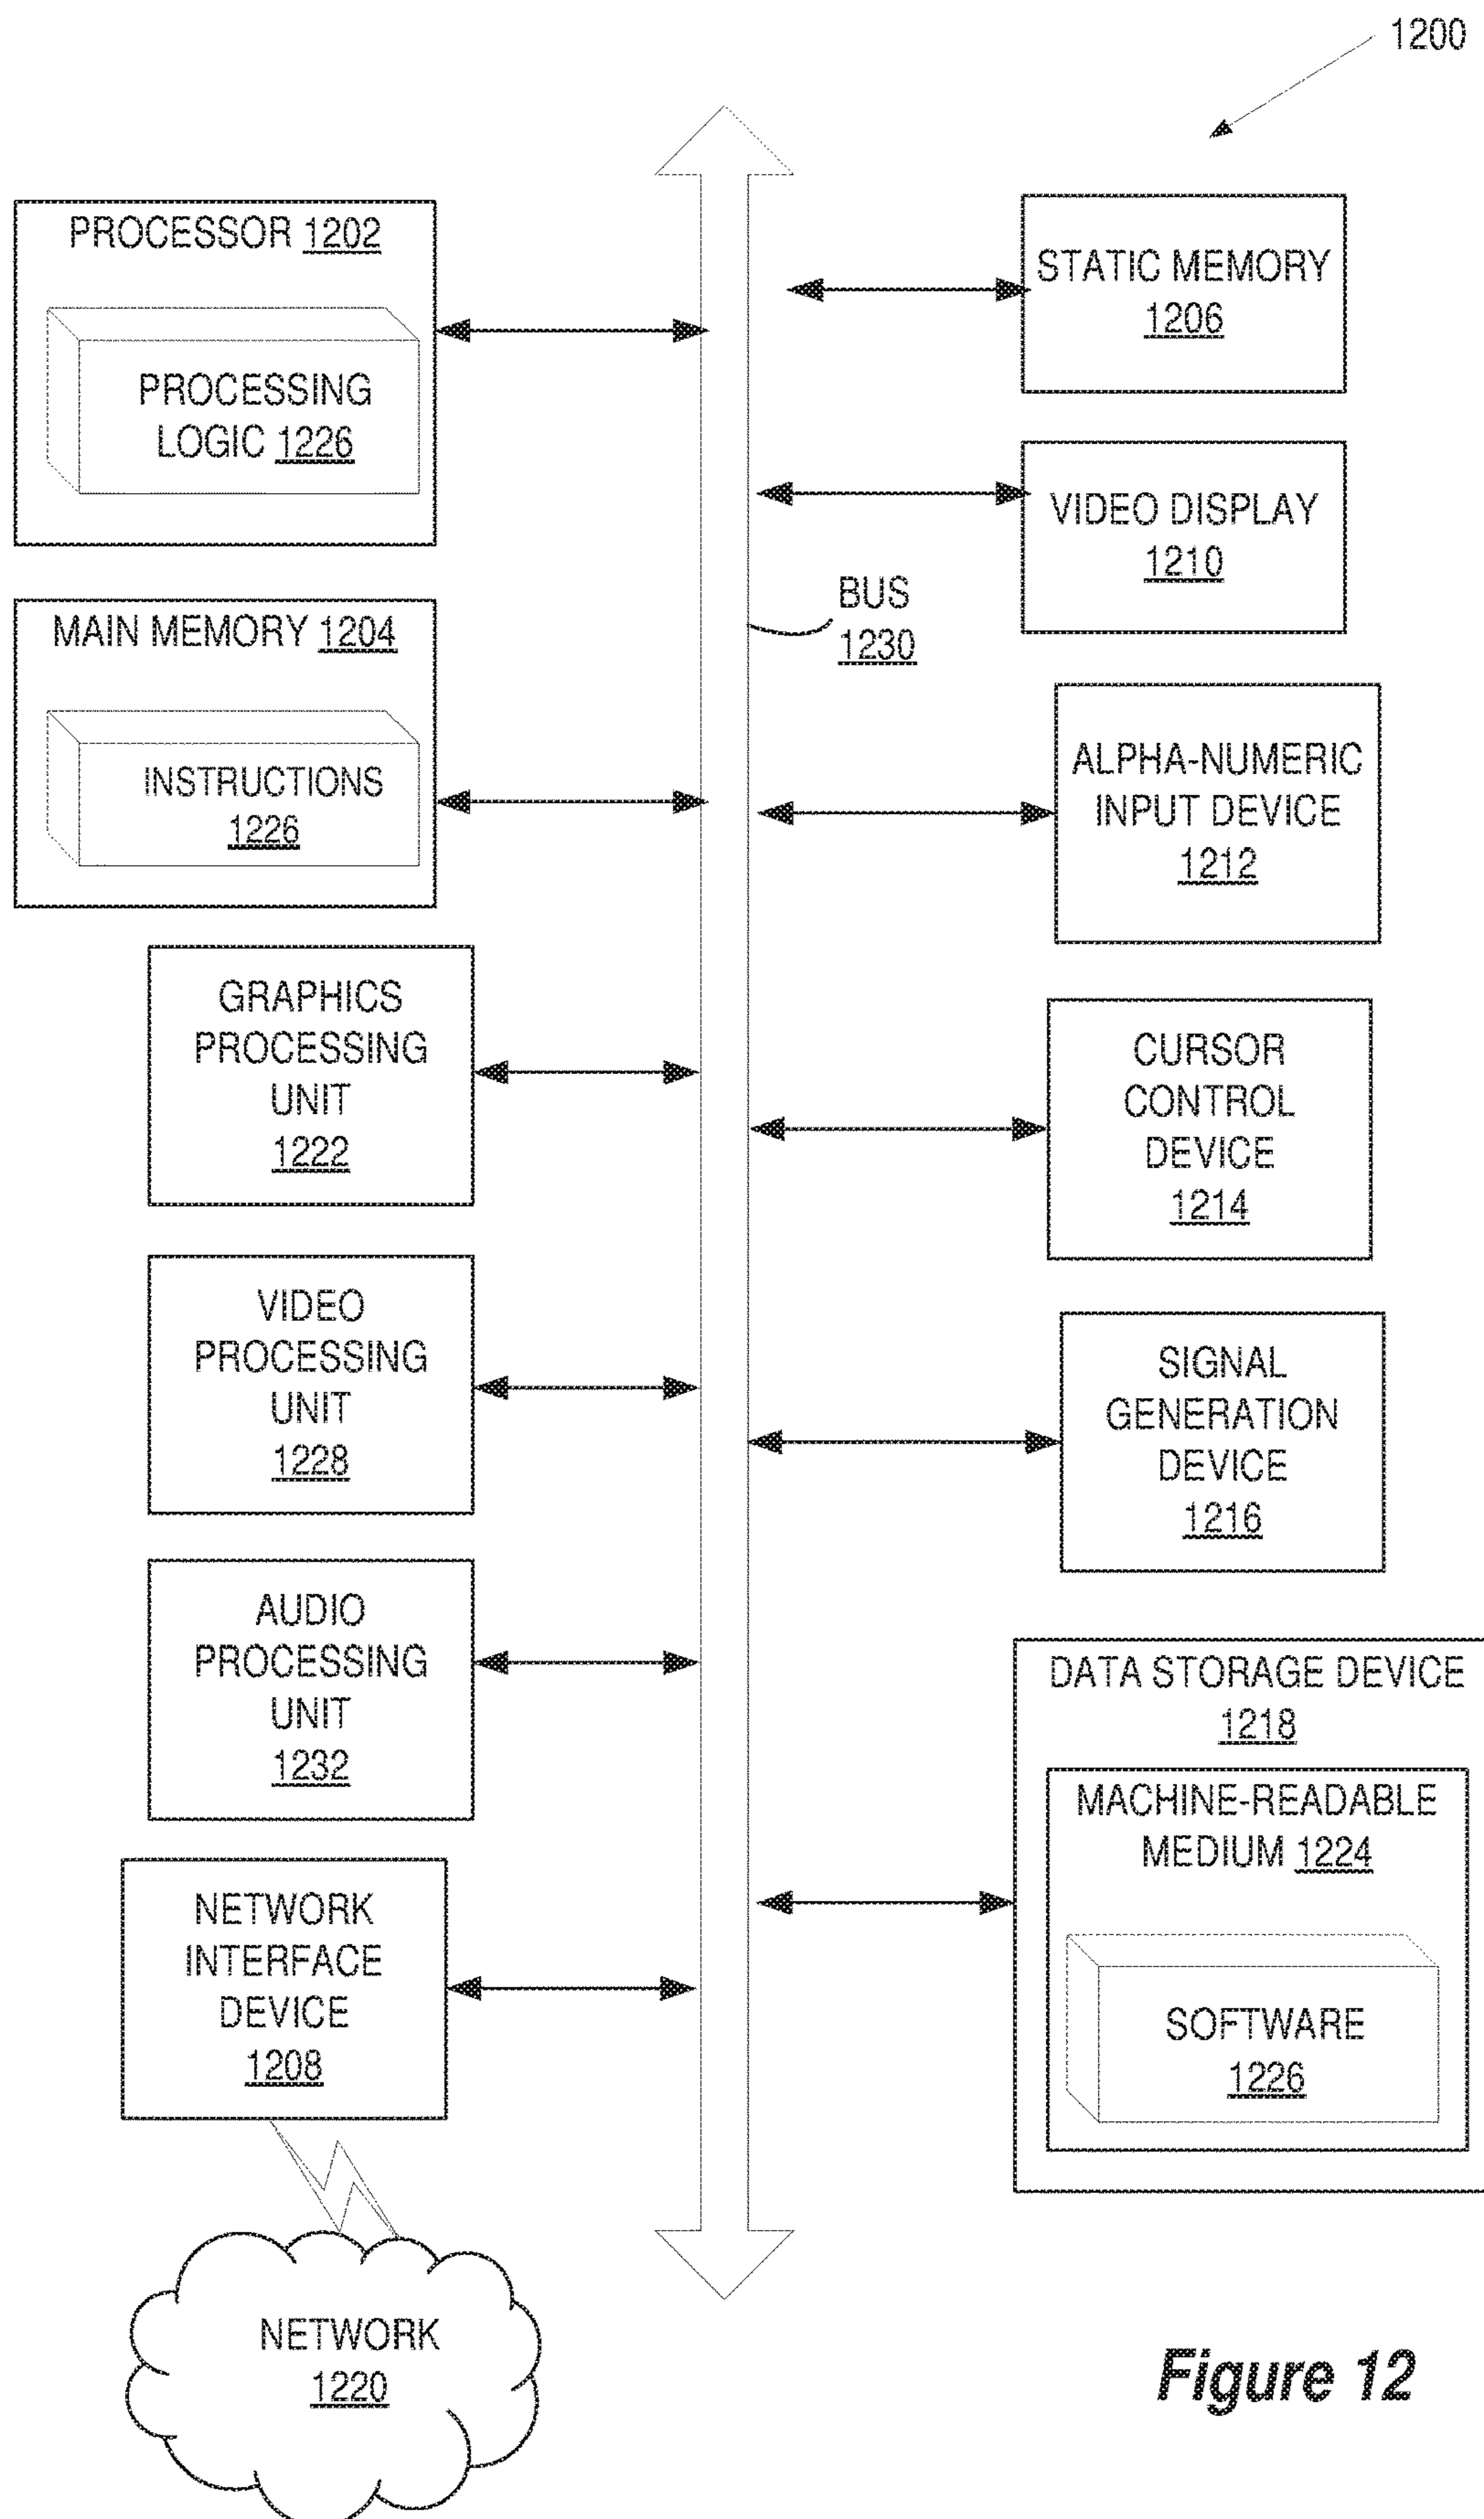 1200
PROCESSOR 1202
PROCESSING
LOGIC 1226
MAIN MEMORY 1204
INSTRUCTIONS
1226
GRAPHICS
PROCESSING
UNIT
1222
VIDEO
PROCESSING
UNIT
1228
AUDIO
PROCESSING
UNIT
1232
NETWORK
INTERFACE
DEVICE
1208
NETWORK
1220
BUS
1230
STATIC MEMORY
1206
VIDEO DISPLAY
1210
ALPHA-NUMERIC
INPUT DEVICE
1212
CURSOR
CONTROL
DEVICE
1214
SIGNAL
GENERATION
DEVICE
1216
DATA STORAGE DEVICE
1218
MACHINE-READABLE
MEDIUM 1224
SOFTWARE
1226
Figure 12